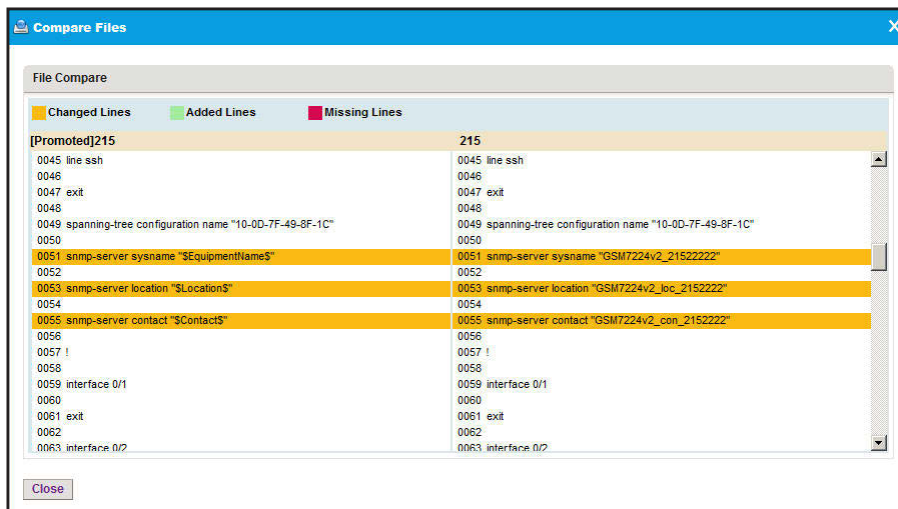 Compare Files
File Compare
Changed Lines Added Lines Missing Lines
[Promoted]215 215
0045 line ssh 0045 line ssh
0046 0046
0047 exit 0047 exit
0048 0048
0049 spanning-tree configuration name "10-0D-7F-49-8F-1C" 0049 spanning-tree configuration name "10-0D-7F-49-8F-1C"
0050 0050
0051 snmp-server sysname "$EquipmentName$" 0051 snmp-server sysname "GSM7224v2_21522222"
0052 0052
0053 snmp-server location "$Location$" 0053 snmp-server location "GSM7224v2_loc_2152222"
0054 0054
0055 snmp-server contact "$Contact$" 0055 snmp-server contact "GSM7224v2_con_2152222"
0056 0056
0057 ! 0057 !
0058 0058
0059 interface 0/1 0059 interface 0/1
0060 0060
0061 exit 0061 exit
0062 0062
0063 interface 0/2 0063 interface 0/2
Close